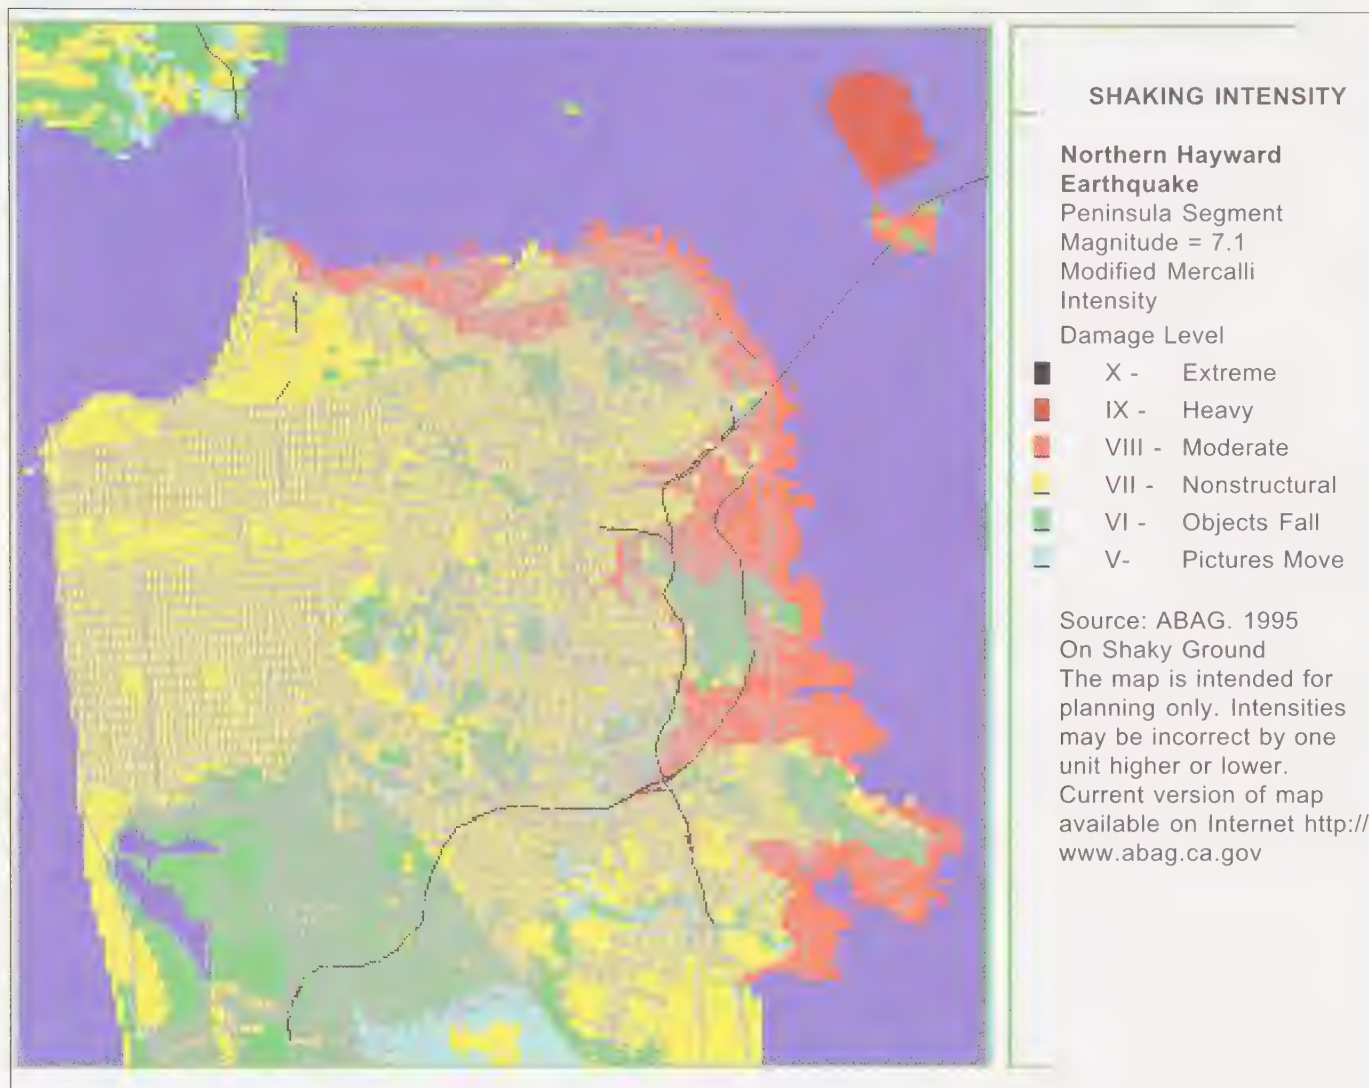 SHAKING INTENSITY
Northern Hayward
Earthquake
Peninsula Segment
Magnitude = 7.1
Modified Mercalli
Intensity
Damage Level
X - Extreme
IX - Heavy
VIII - Moderate
VII - Nonstructural
VI - Objects Fall
V- Pictures Move
Source: ABAG. 1995
On Shaky Ground
The map is intended for
planning only. Intensities
may be incorrect by one
unit higher or lower.
Current version of map
available on Internet http://
www.abag.ca.gov